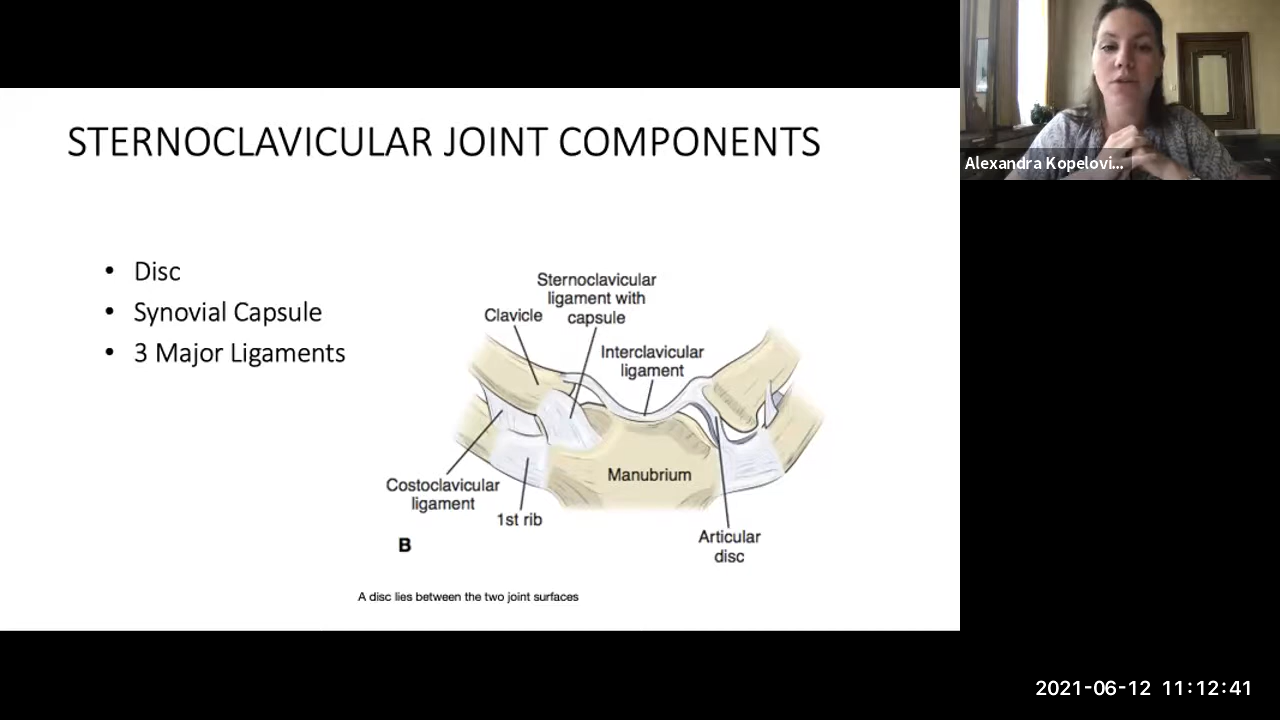 STERNOCLAVICULAR JOINT COMPONENTS
• Disc
• Synovial Capsule
• 3 Major Ligaments
Sternoclavicular
ligament with
capsule
Clavicle
Interclavicular
ligament
Manubrium
Costoclavicular
ligament
1st rib
Articular
disc
B
A disc lies between the two joint surfaces
Alexandra Kopelovi...
2021-06-12 11:12:41